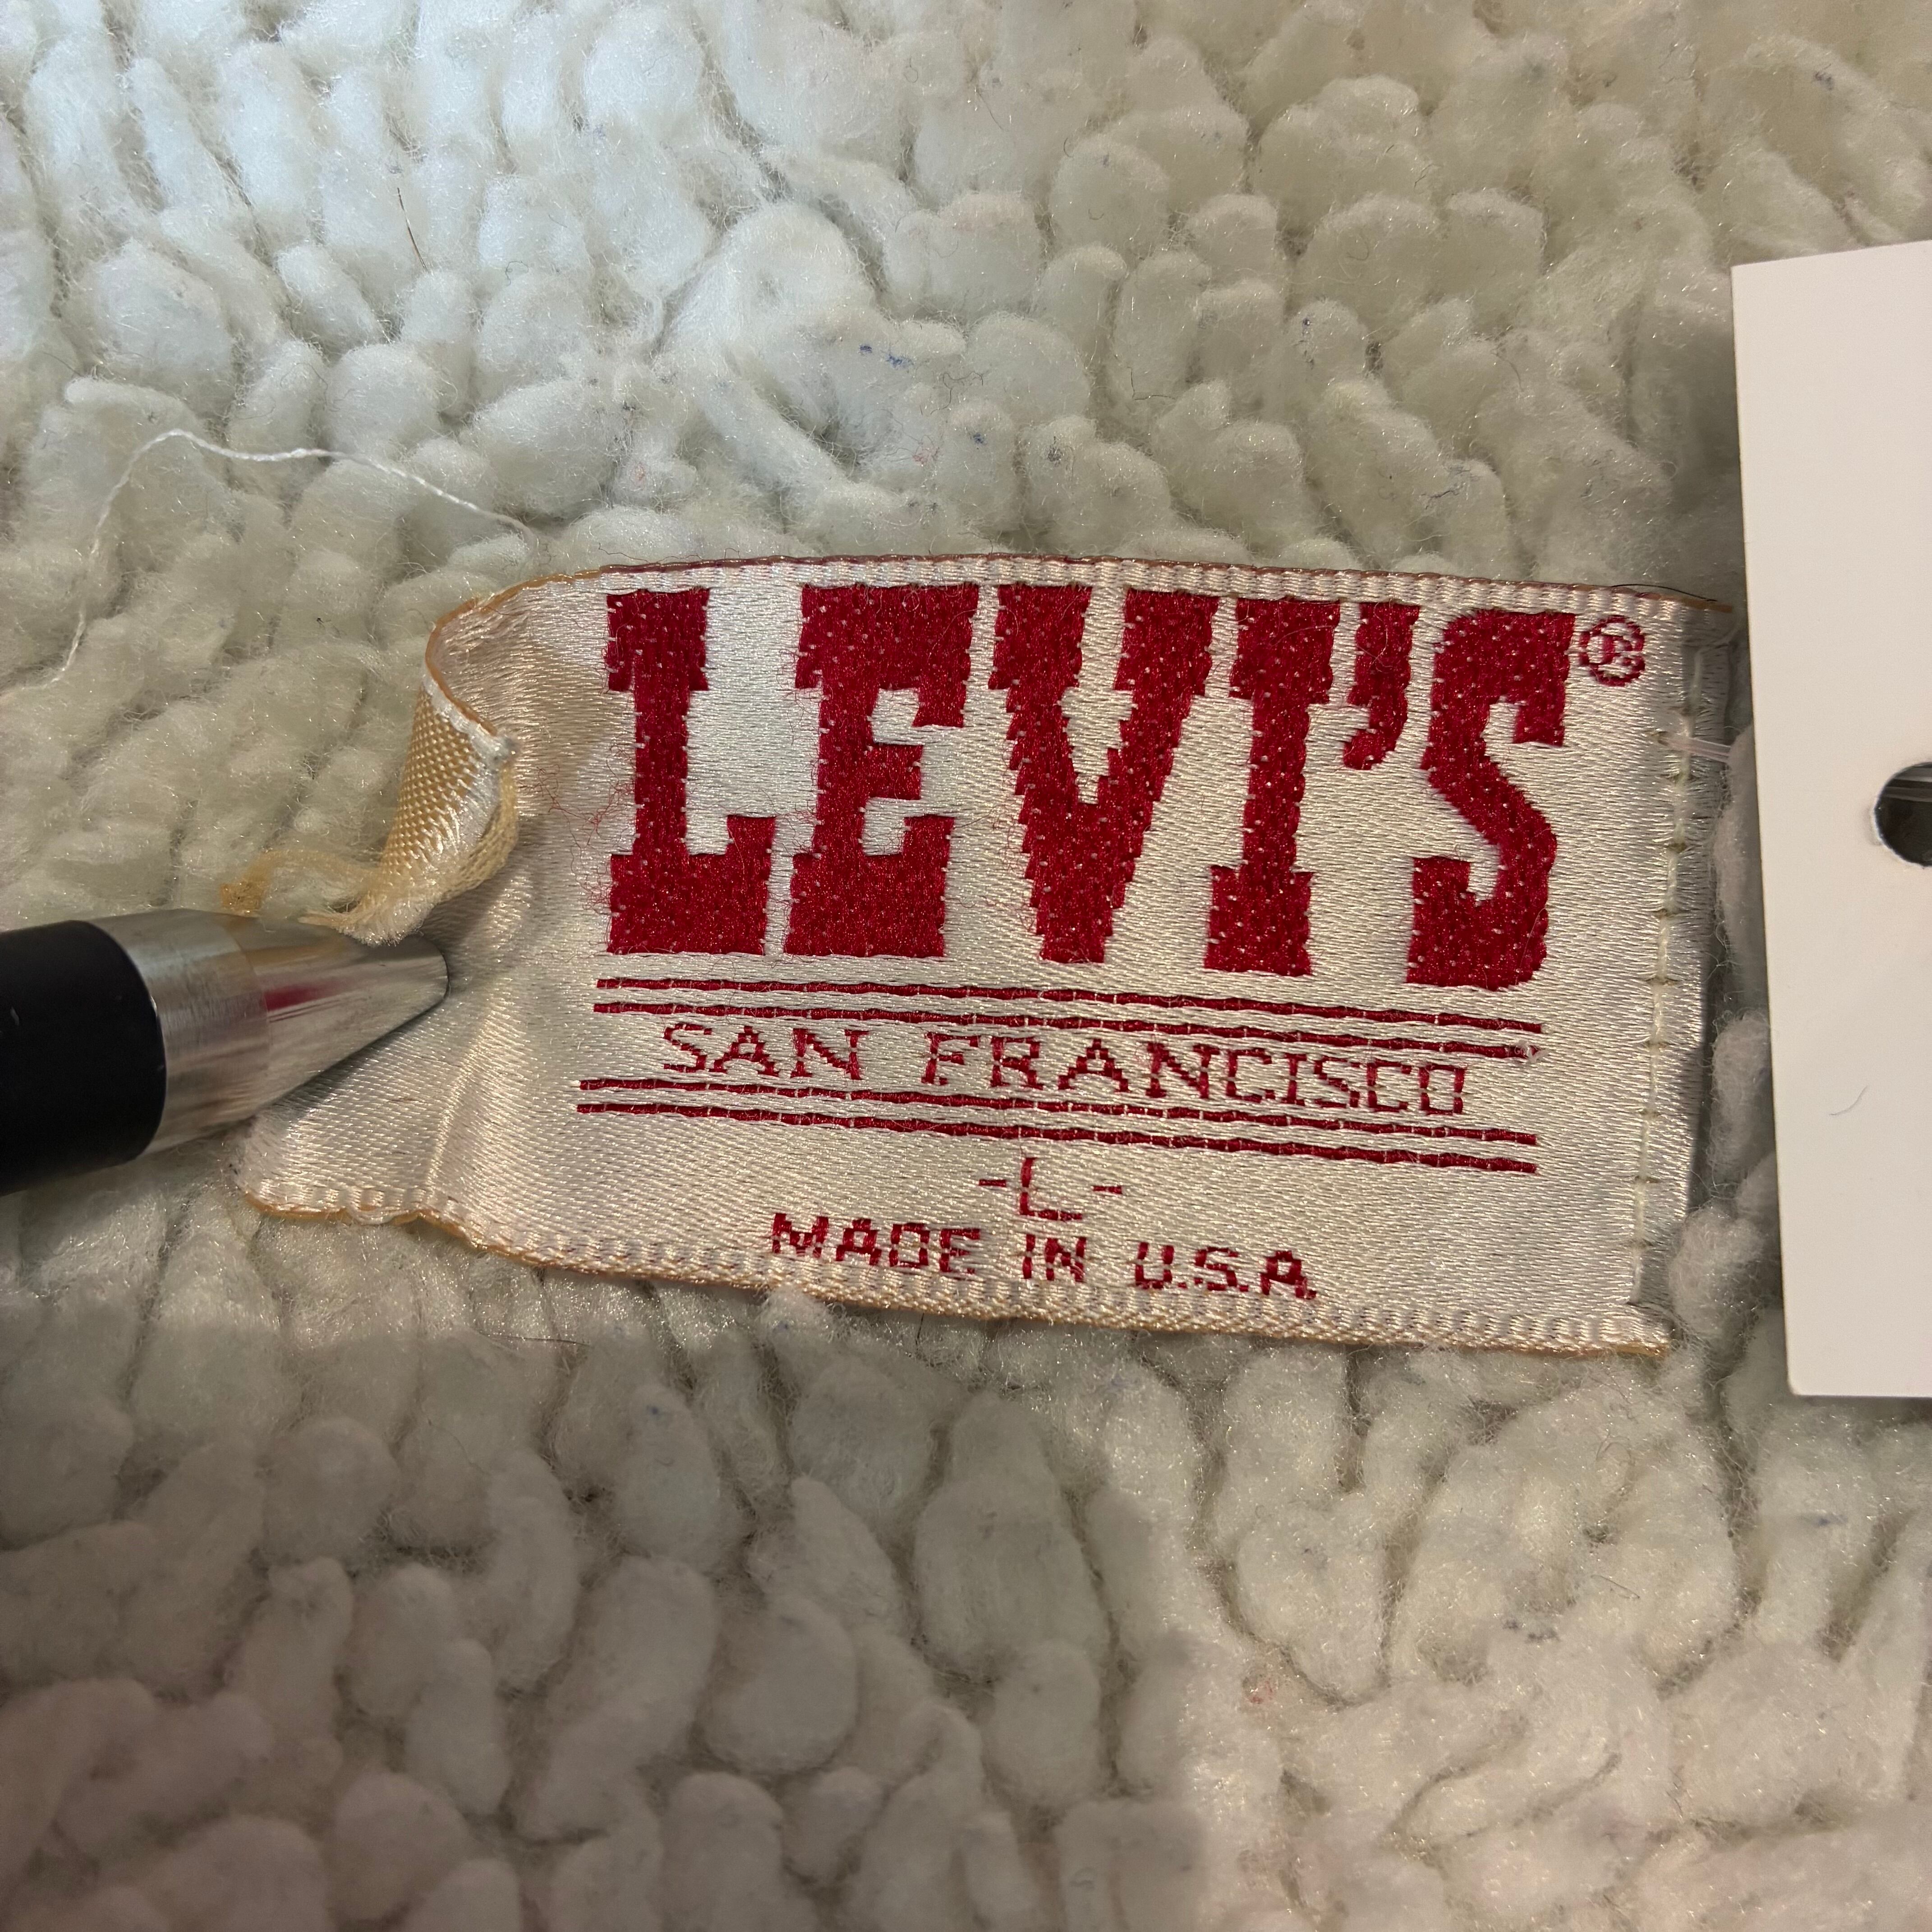 LEVI'S®
SAN FRANCISCO
-L-
MADE IN U.S.A.